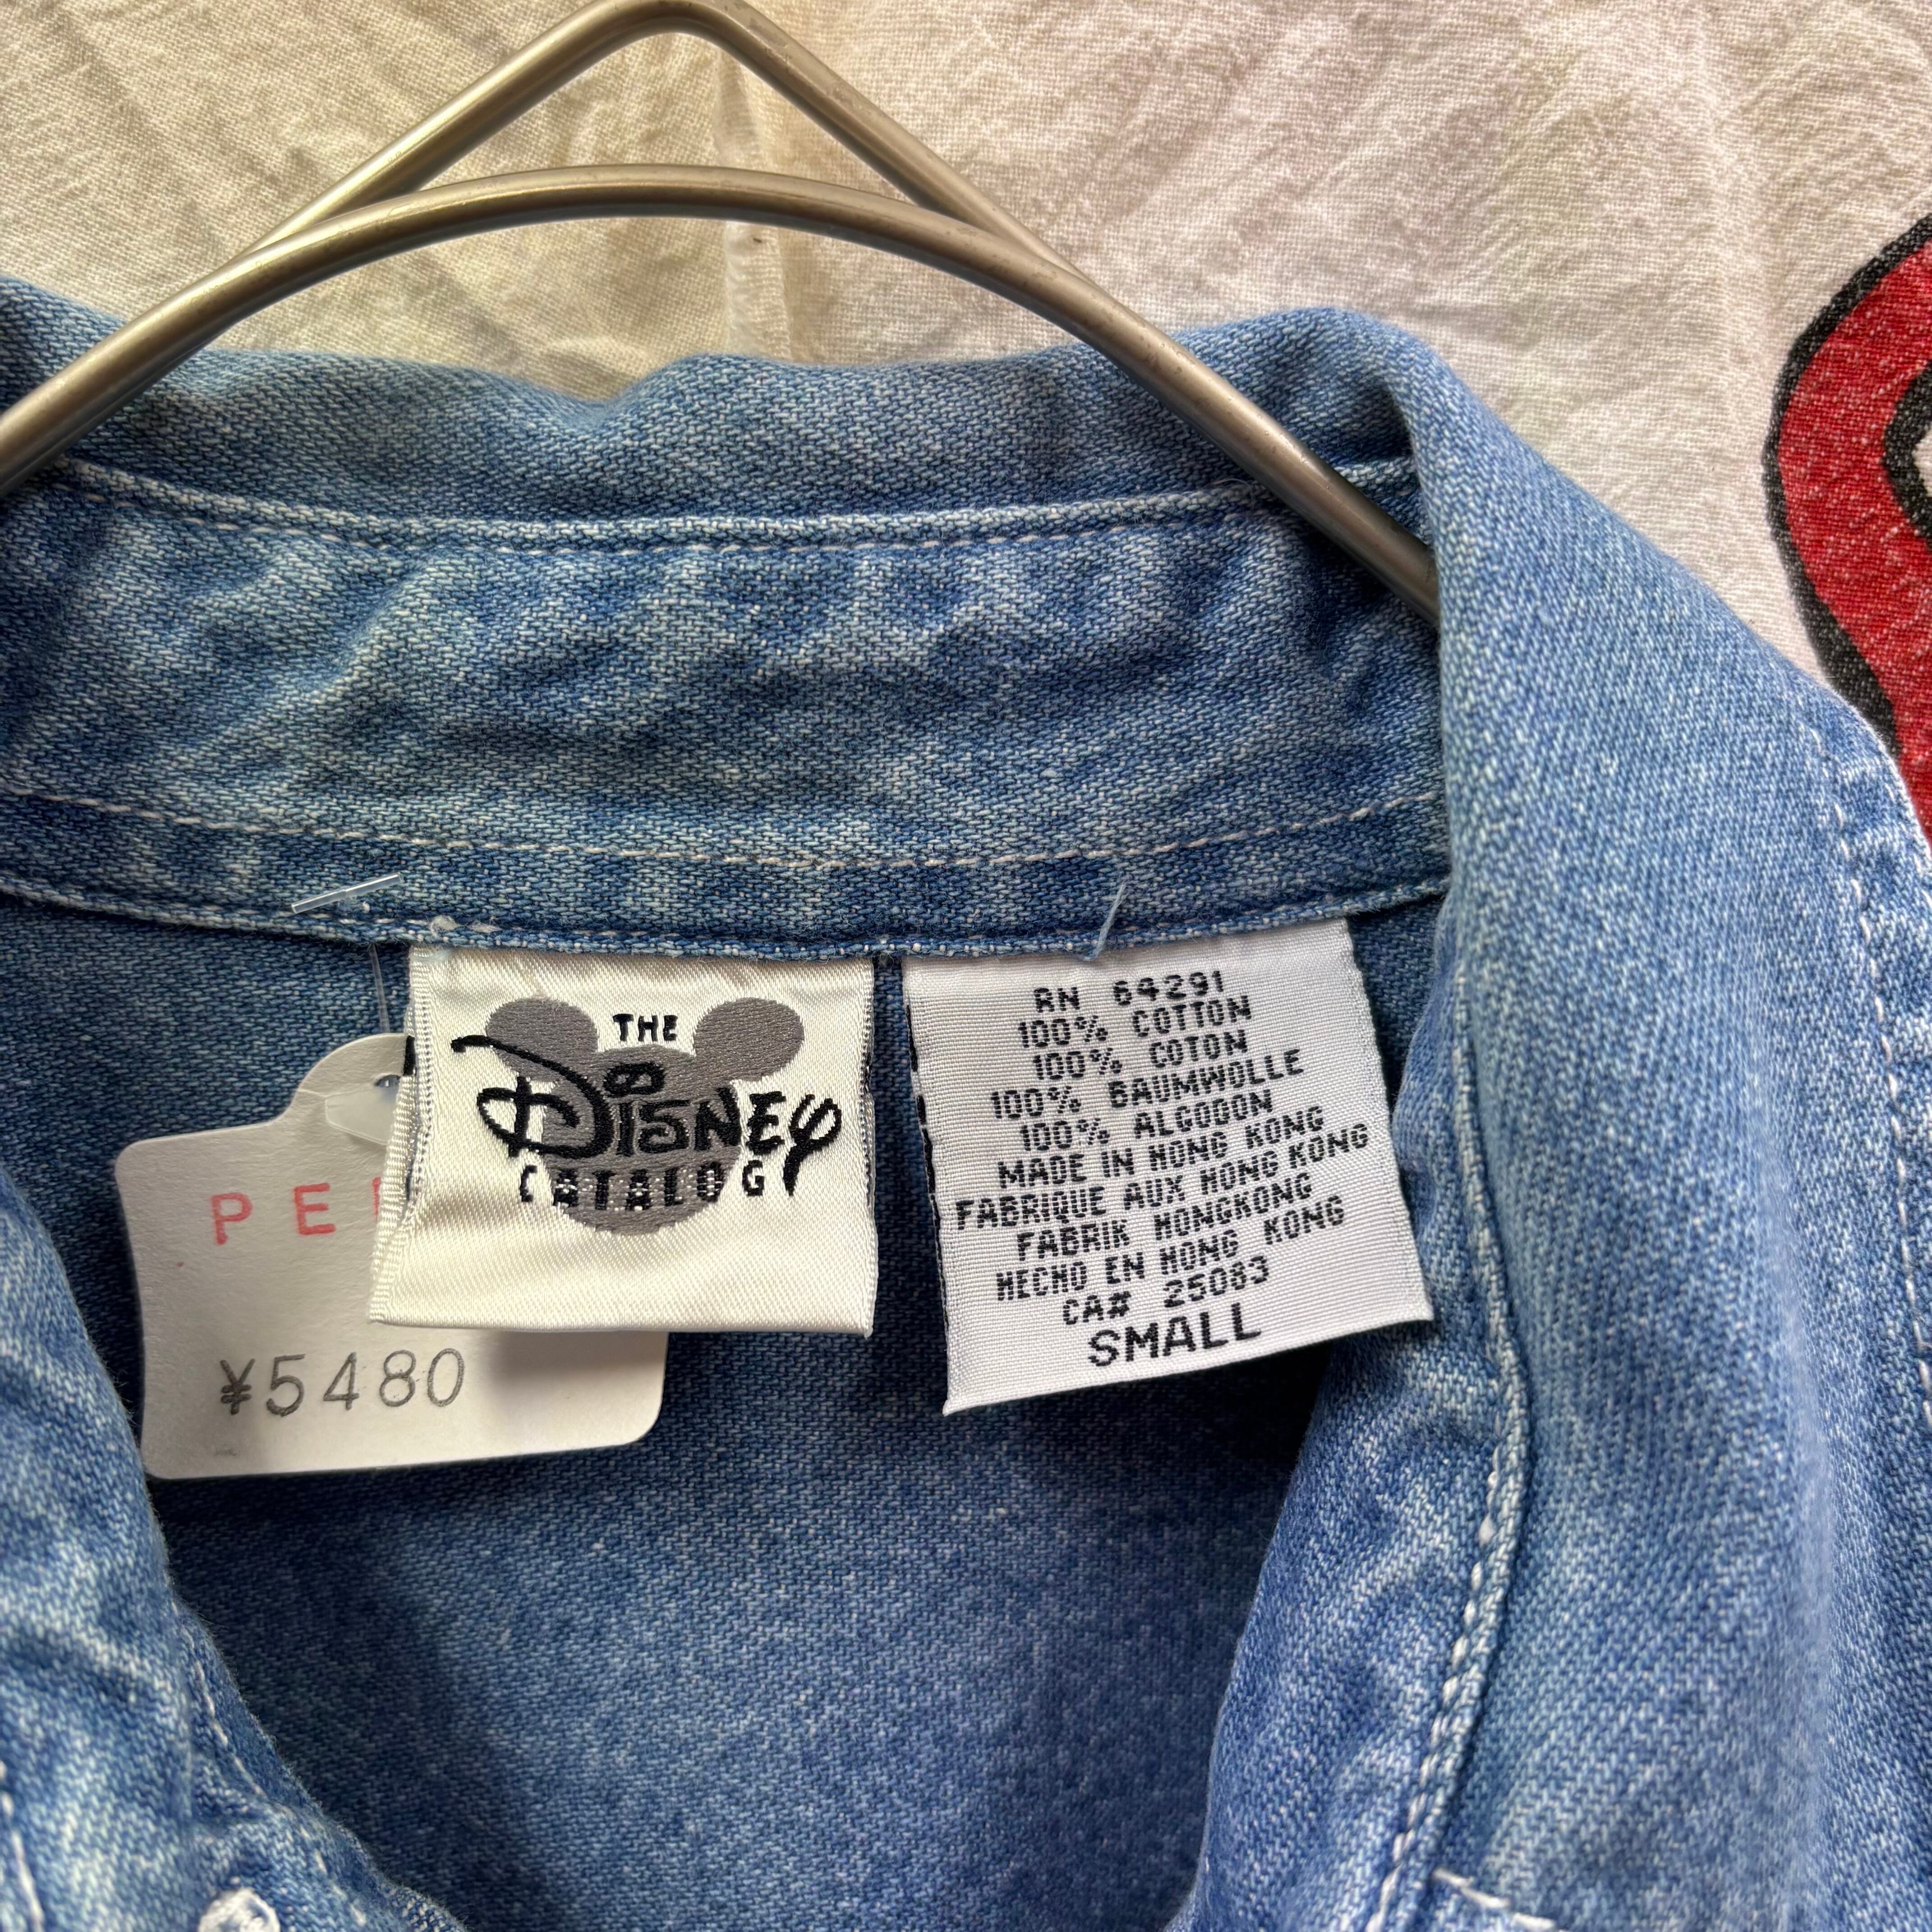 THE
DISNEY
CATALOG
RN 64291
100% COTTON
100% COTON
100% BAUMWOLLE
100% ALGODON
MADE IN HONG KONG
FABRIQUE AUX HONG KONG
FABRIK HONGKONG
HECHO EN HONG KONG
CA# 25083
SMALL
¥5480